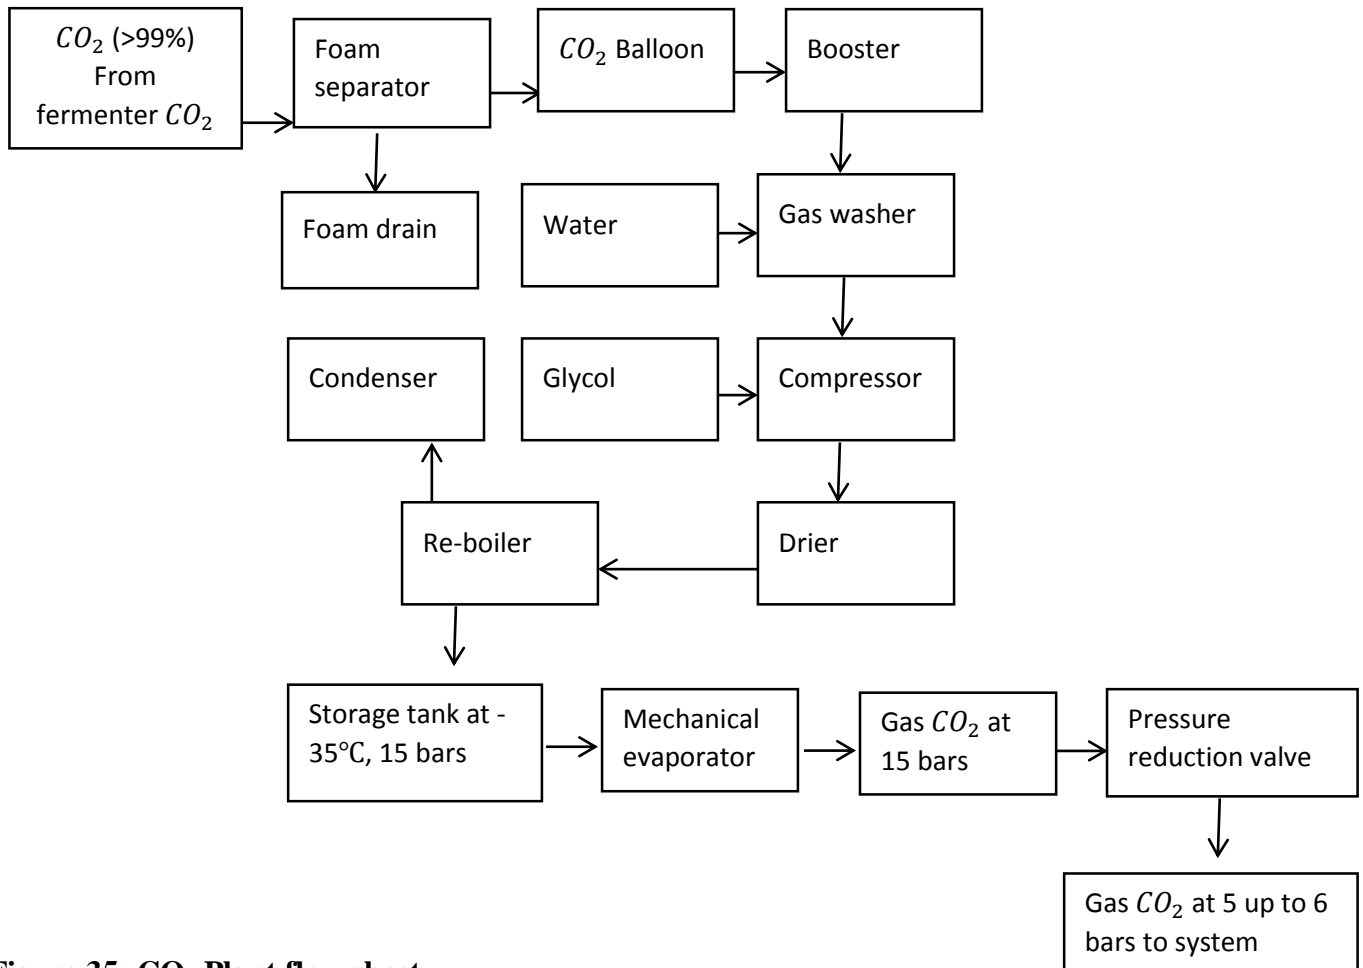 CO₂ (>99%)
From
fermenter CO₂
Foam
separator
CO₂ Balloon
Booster
Foam drain
Water
Gas washer
Condenser
Glycol
Compressor
Re-boiler
Drier
Storage tank at -
35°C, 15 bars
Mechanical
evaporator
Gas CO₂ at
15 bars
Pressure
reduction valve
Gas CO₂ at 5 up to 6
bars to system